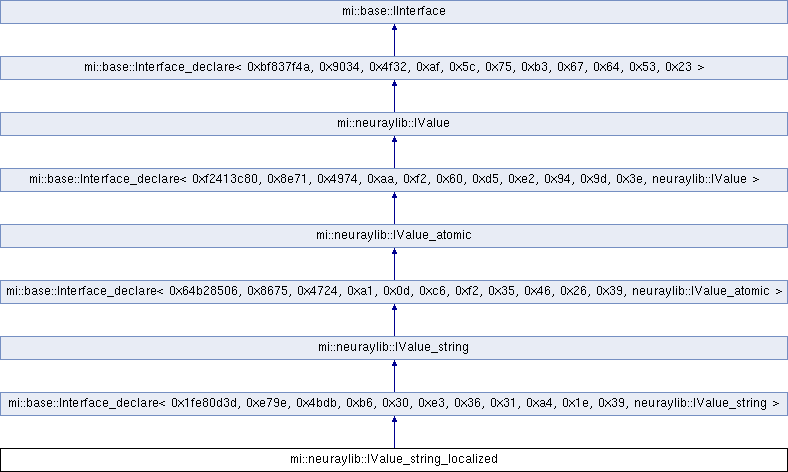 mi::base::IInterface
mi::base::Interface_declare< 0xbf837f4a, 0x9034, 0x4f32, 0xaf, 0x5c, 0x75, 0xb3, 0x67, 0x64, 0x53, 0x23 >
mi::neuraylib::IValue
mi::base::Interface_declare< 0xf2413c80, 0x8e71, 0x4974, 0xaa, 0xf2, 0x60, 0xd5, 0xe2, 0x94, 0x9d, 0x3e, neuraylib::IValue >
mi::neuraylib::IValue_atomic
mi::base::Interface_declare< 0x64b28506, 0x8675, 0x4724, 0xa1, 0x0d, 0xc6, 0xf2, 0x35, 0x46, 0x26, 0x39, neuraylib::IValue_atomic >
mi::neuraylib::IValue_string
mi::base::Interface_declare< 0x1fe80d3d, 0xe79e, 0x4bdb, 0xb6, 0x30, 0xe3, 0x36, 0x31, 0xa4, 0x1e, 0x39, neuraylib::IValue_string >
mi::neuraylib::IValue_string_localized